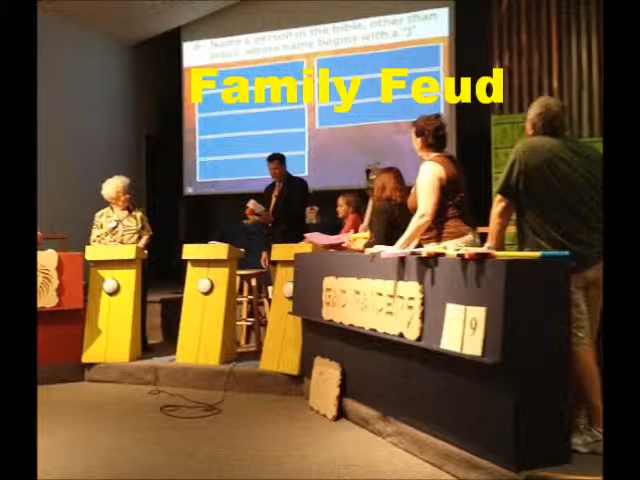 Name a person in the bible, other than
Jesus, whose name begins with a "J"
Family Feud
9